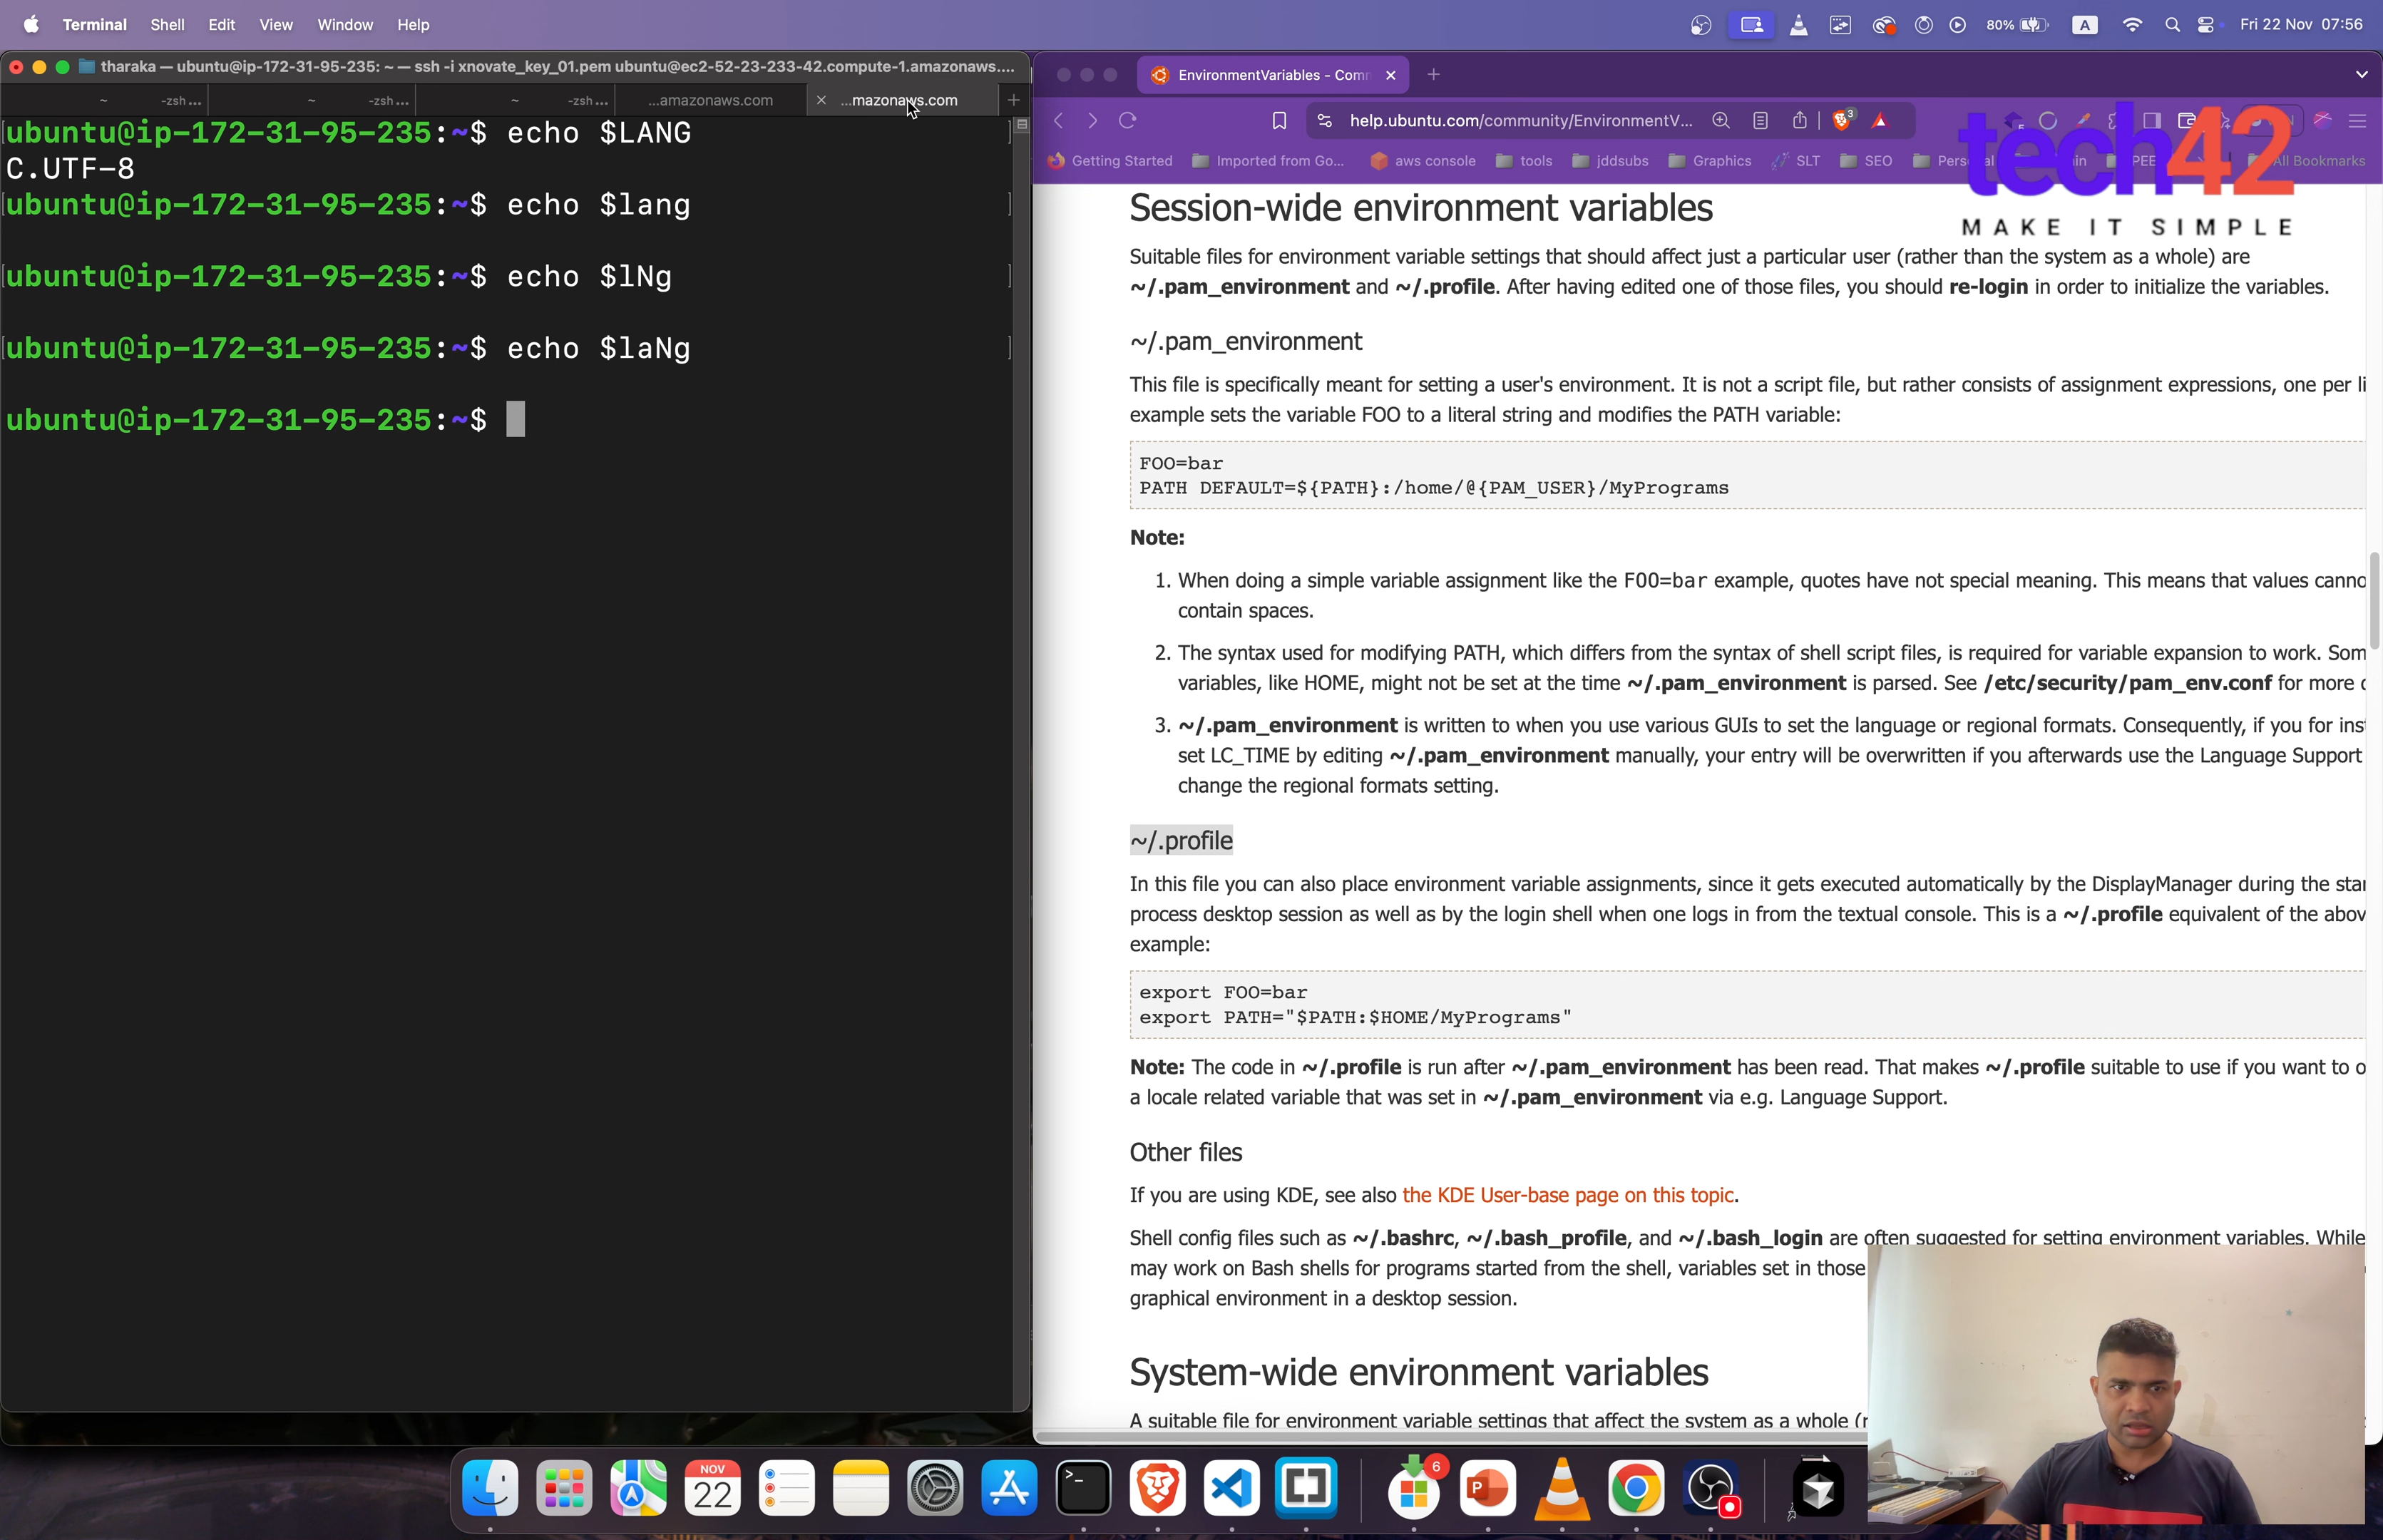 Terminal Shell Edit View Window Help 80% A Fri 22 Nov 07:56
tharaka — ubuntu@ip-172-31-95-235: ~ — ssh -i xnovate_key_01.pem ubuntu@ec2-52-23-233-42.compute-1.amazonaws....
~ -zsh... ~ -zsh... ~ -zsh... ...amazonaws.com ...mazonaws.com
ubuntu@ip-172-31-95-235:~$ echo $LANG
C.UTF-8
ubuntu@ip-172-31-95-235:~$ echo $lang
ubuntu@ip-172-31-95-235:~$ echo $lNg
ubuntu@ip-172-31-95-235:~$ echo $laNg
ubuntu@ip-172-31-95-235:~$
EnvironmentVariables - Com
help.ubuntu.com/community/EnvironmentV... 3
Getting Started Imported from Go... aws console tools jddsubs Graphics SLT SEO All Bookmarks
tech42
MAKE IT SIMPLE
Session-wide environment variables
Suitable files for environment variable settings that should affect just a particular user (rather than the system as a whole) are
~/.pam_environment and ~/.profile. After having edited one of those files, you should re-login in order to initialize the variables.
~/.pam_environment
This file is specifically meant for setting a user's environment. It is not a script file, but rather consists of assignment expressions, one per li
example sets the variable FOO to a literal string and modifies the PATH variable:
FOO=bar
PATH DEFAULT=${PATH}:/home/@{PAM_USER}/MyPrograms
Note:
1. When doing a simple variable assignment like the FOO=bar example, quotes have not special meaning. This means that values canno
contain spaces.
2. The syntax used for modifying PATH, which differs from the syntax of shell script files, is required for variable expansion to work. Som
variables, like HOME, might not be set at the time ~/.pam_environment is parsed. See /etc/security/pam_env.conf for more
3. ~/.pam_environment is written to when you use various GUIs to set the language or regional formats. Consequently, if you for ins
set LC_TIME by editing ~/.pam_environment manually, your entry will be overwritten if you afterwards use the Language Support
change the regional formats setting.
~/.profile
In this file you can also place environment variable assignments, since it gets executed automatically by the DisplayManager during the star
process desktop session as well as by the login shell when one logs in from the textual console. This is a ~/.profile equivalent of the abov
example:
export FOO=bar
export PATH="$PATH:$HOME/MyPrograms"
Note: The code in ~/.profile is run after ~/.pam_environment has been read. That makes ~/.profile suitable to use if you want to o
a locale related variable that was set in ~/.pam_environment via e.g. Language Support.
Other files
If you are using KDE, see also the KDE User-base page on this topic.
Shell config files such as ~/.bashrc, ~/.bash_profile, and ~/.bash_login are often suggested for setting environment variables. While
may work on Bash shells for programs started from the shell, variables set in those
graphical environment in a desktop session.
System-wide environment variables
A suitable file for environment variable settings that affect the system as a whole (r
NOV
22
6